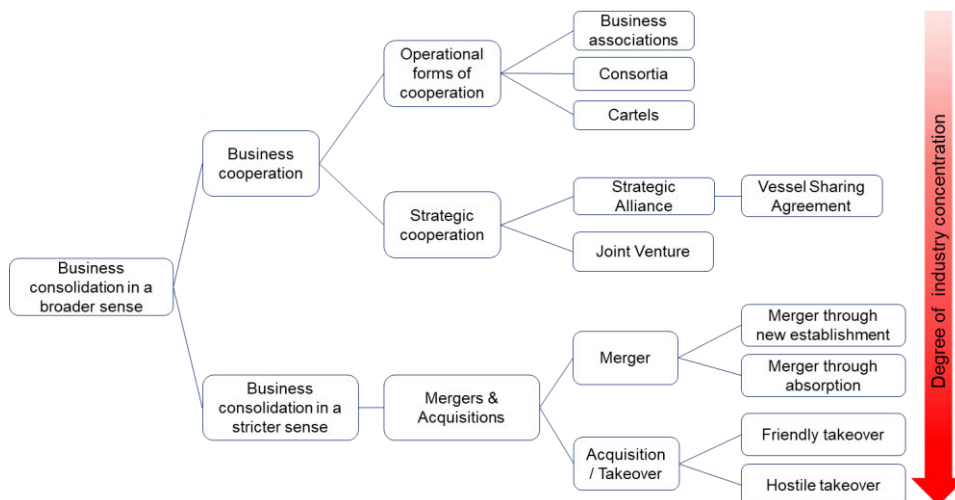 Business
associations
Operational
forms of
cooperation
Consortia
Cartels
Business
cooperation
Strategic
Alliance
Vessel Sharing
Agreement
Strategic
cooperation
Joint Venture
Business
consolidation in a
broader sense
Merger through
new establishment
Merger
Merger through
absorption
Business
consolidation in a
stricter sense
Mergers &
Acquisitions
Friendly takeover
Acquisition
/ Takeover
Hostile takeover
Degree of industry concentration